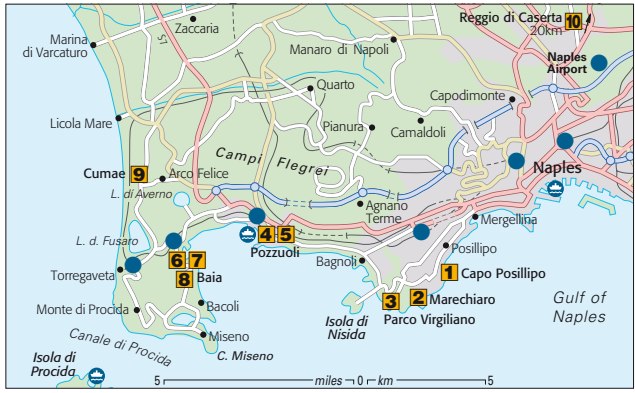 Marina
di Varcaturo
Zaccaria
S7
Manaro di Napoli
Reggio di Caserta 10
20km
Naples
Airport
Quarto
Capodimonte
Licola Mare
Pianura
Camaldoli
Campi Flegrei
Cumae 9
Arco Felice
Naples
L. di Averno
Agnano
Terme
Mergellina
L. d. Fusaro
4 5
Pozzuoli
Posillipo
Bagnoli
6 7
8 Baia
1 Capo Posillipo
Torregaveta
2 Marechiaro
3
Parco Virgiliano
Gulf of
Naples
Monte di Procida
Bacoli
Isola di
Nisida
Canale di Procida
Miseno
C. Miseno
Isola di
Procida
5 miles 0 km 5